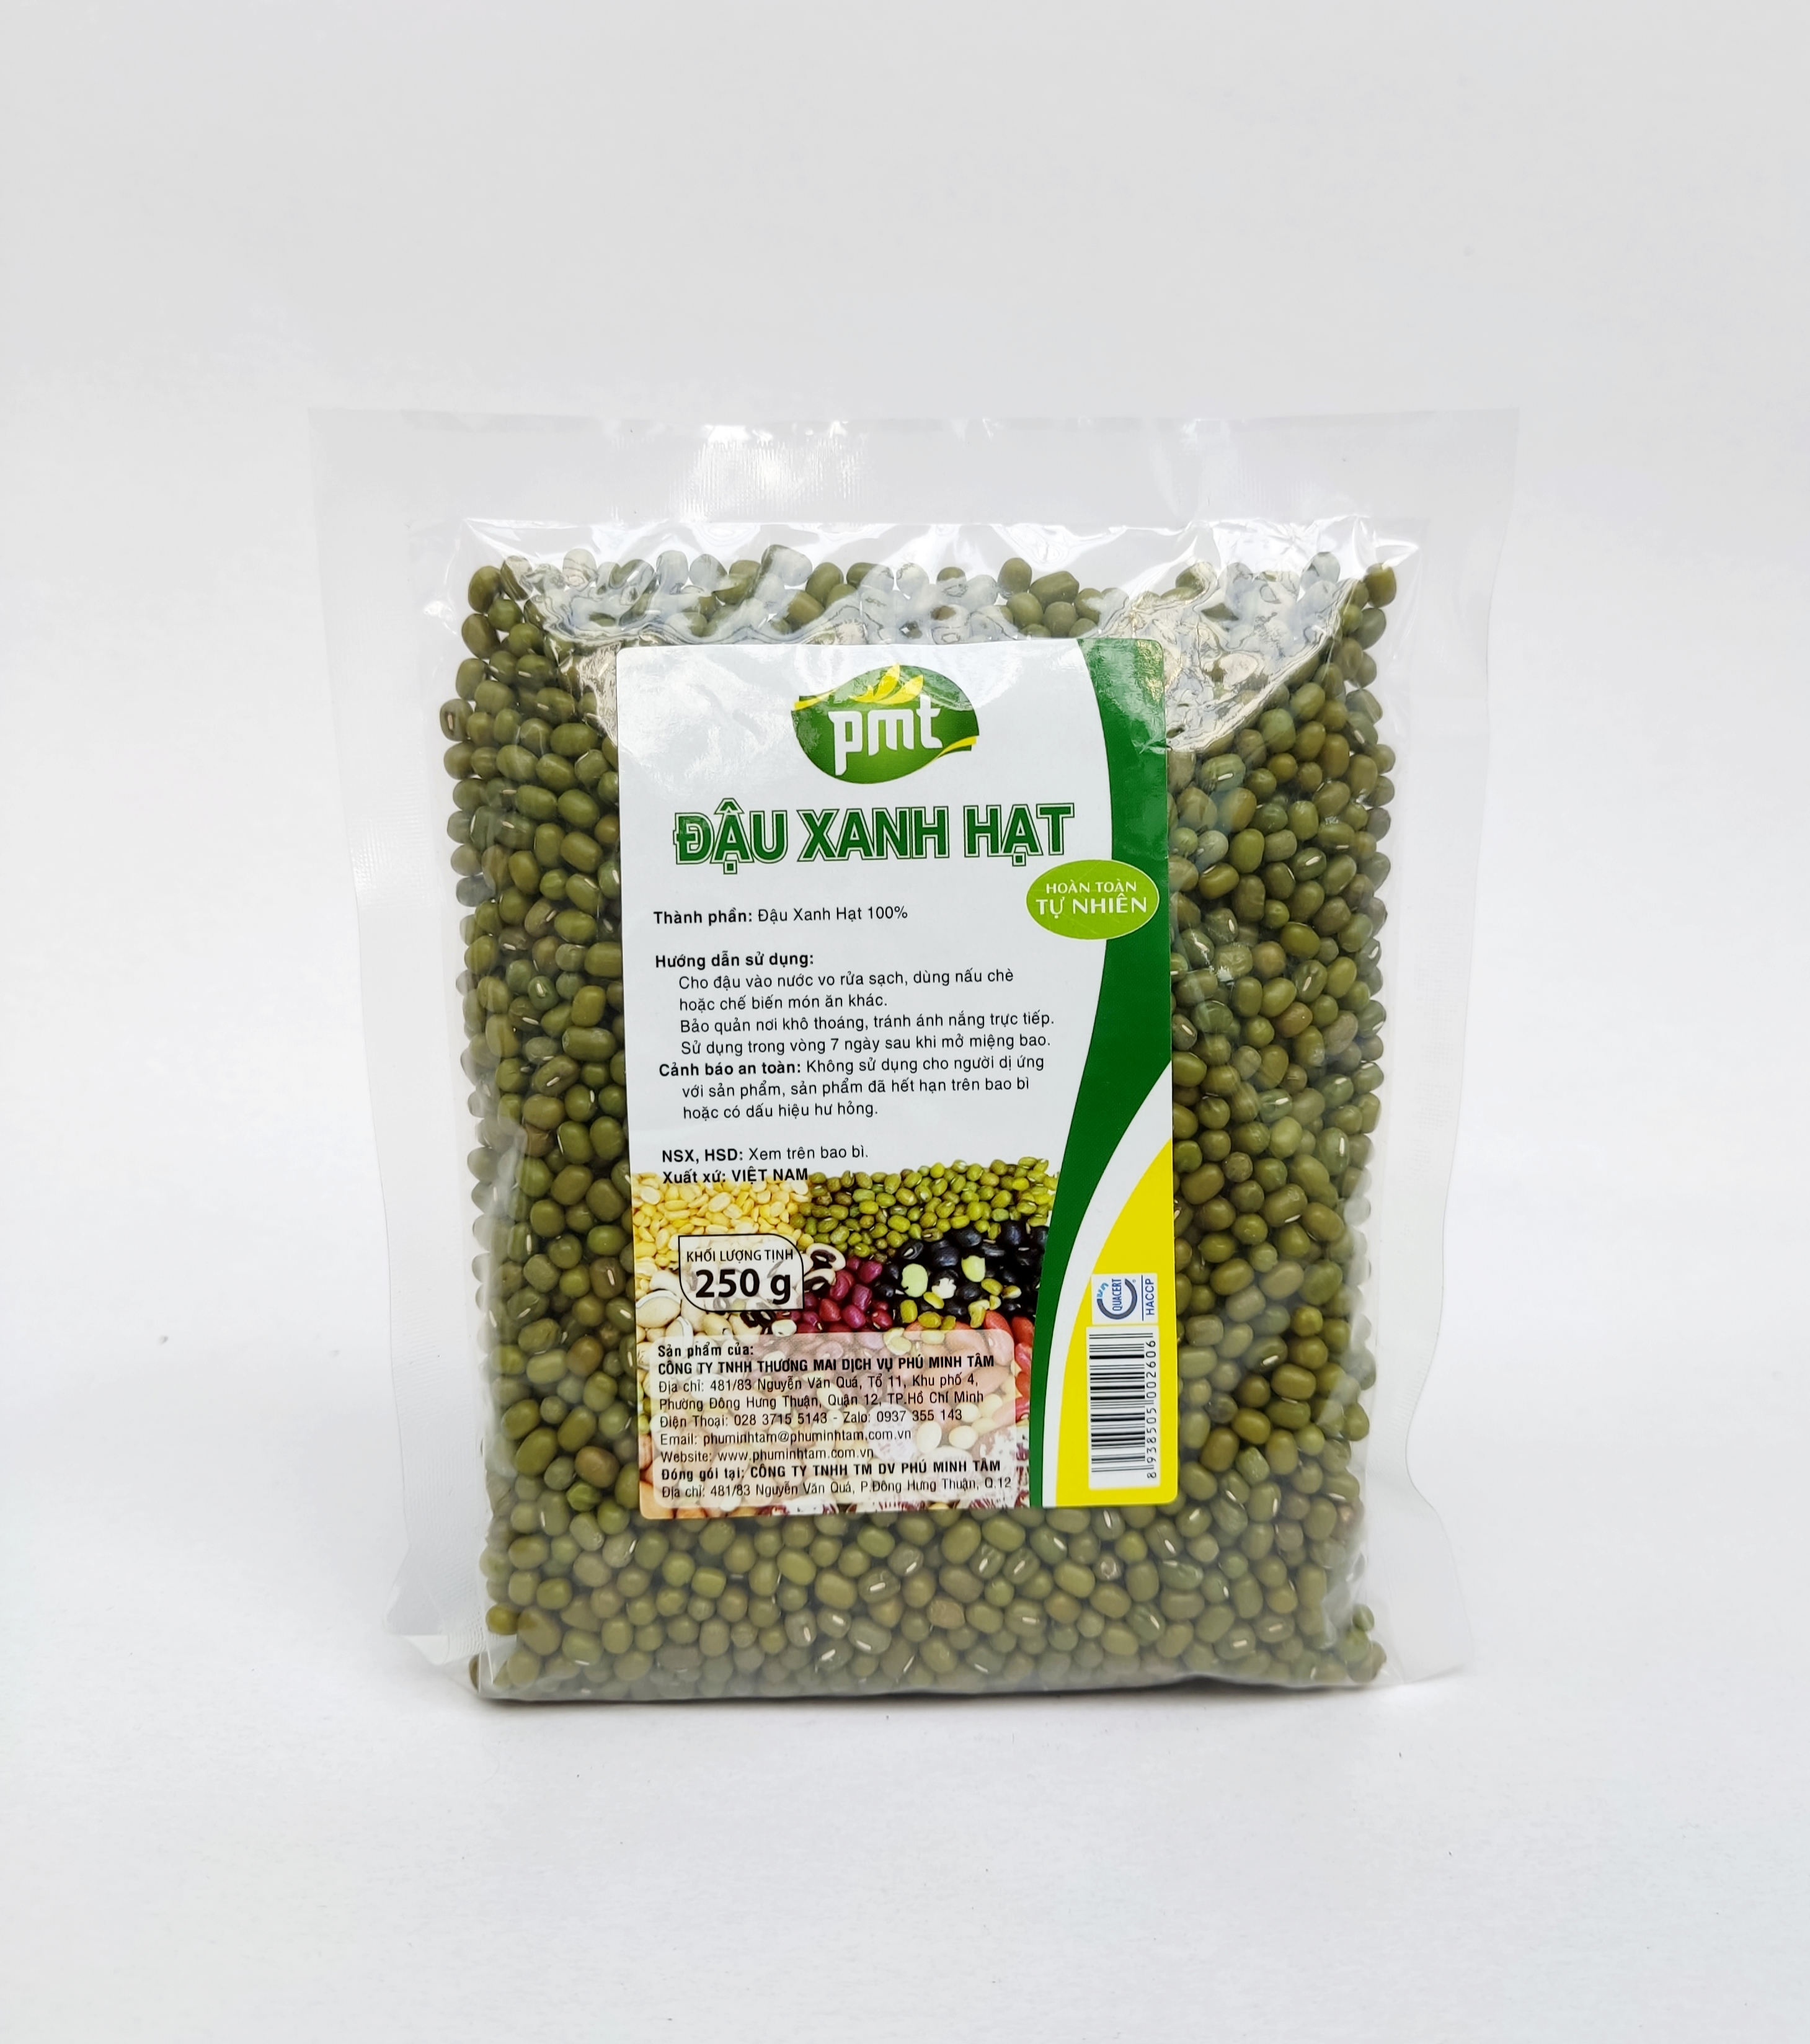 pmt
ĐẬU XANH HẠT
HOÀN TOÀN
TỰ NHIÊN
Thành phần: Đậu Xanh Hạt 100%
Hướng dẫn sử dụng:
Cho đậu vào nước vo rửa sạch, dùng nấu chè
hoặc chế biến món ăn khác.
Bảo quản nơi khô thoáng, tránh ánh nắng trực tiếp.
Sử dụng trong vòng 7 ngày sau khi mở miệng bao.
Cảnh báo an toàn: Không sử dụng cho người dị ứng
với sản phẩm, sản phẩm đã hết hạn trên bao bì
hoặc có dấu hiệu hư hỏng.
NSX, HSD: Xem trên bao bì.
Xuất xứ: VIỆT NAM
KHỐI LƯỢNG TỊNH
250 g
Sản phẩm của:
CÔNG TY TNHH THƯƠNG MẠI DỊCH VỤ PHÚ MINH TÂM
Địa chỉ: 481/83 Nguyễn Văn Quá, Tổ 11, Khu phố 4,
Phường Đông Hưng Thuận, Quận 12, TP.Hồ Chí Minh
Điện Thoại: 028 3715 5143 - Zalo: 0937 355 143
Email: phuminhtam@phuminhtam.com.vn
Website: www.phuminhtam.com.vn
Đóng gói tại: CÔNG TY TNHH TM DV PHÚ MINH TÂM
Địa chỉ: 481/83 Nguyễn Văn Quá, P.Đông Hưng Thuận, Q.12
QUACERT
HACCP
8938505002606